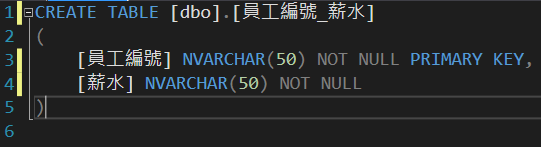 1 CREATE TABLE [dbo].[員工編號_薪水]
2 (
3 [員工編號] NVARCHAR(50) NOT NULL PRIMARY KEY,
4 [薪水] NVARCHAR(50) NOT NULL
5 )
6